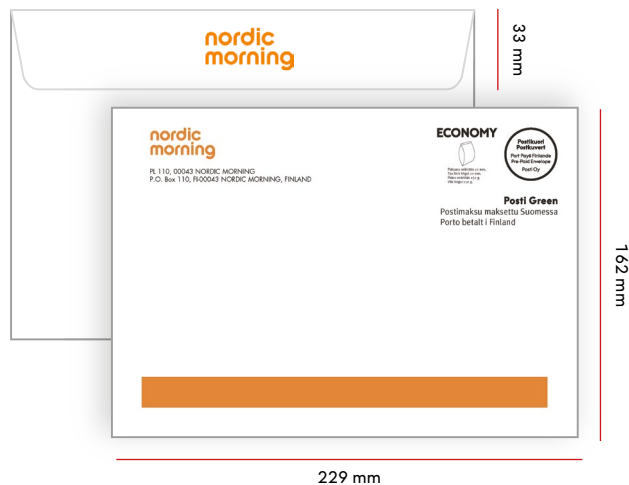 nordic
morning
33 mm
nordic
morning
PL 110, 00043 NORDIC MORNING
P.O. Box 110, FI-00043 NORDIC MORNING, FINLAND
ECONOMY
Postikuori
Postkuvert
Port Payé Finlande
Pre-Paid Envelope
Posti Oy
Posti Green
Postimaksu maksettu Suomessa
Porto betalt i Finland
162 mm
229 mm